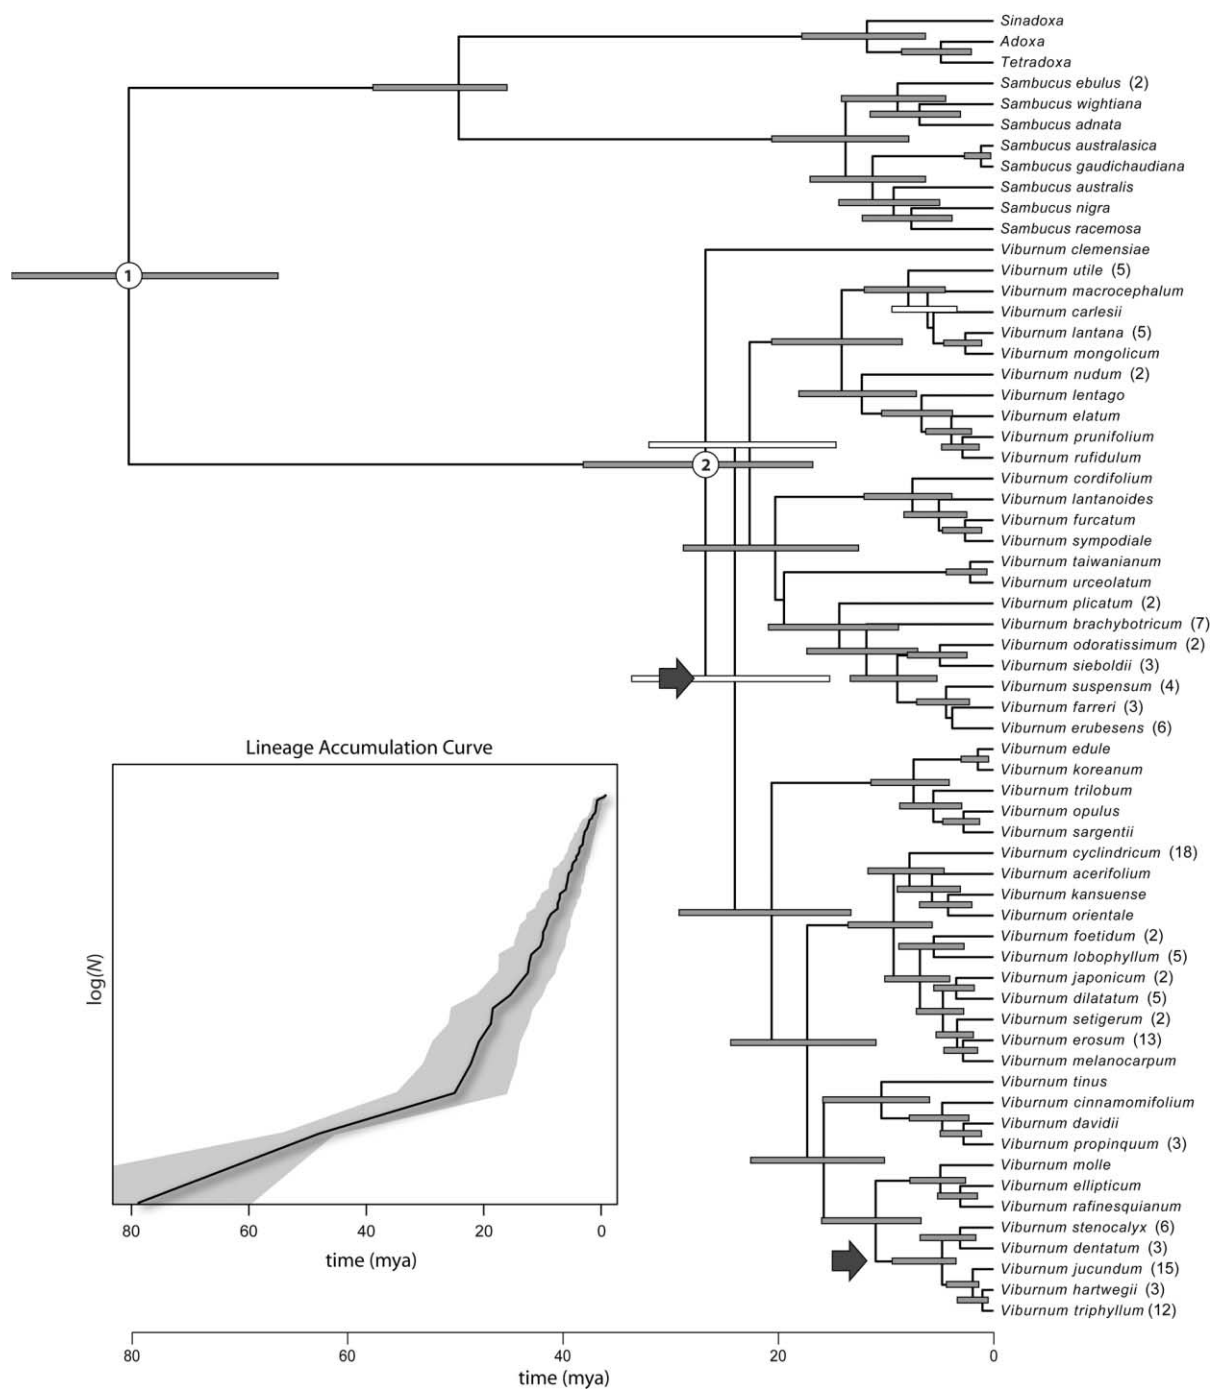 Sinadoxa
Adoxa
Tetradoxa
Sambucus ebulus (2)
Sambucus wightiana
Sambucus adnata
Sambucus australasica
Sambucus gaudichaudiana
Sambucus australis
Sambucus nigra
Sambucus racemosa
Viburnum clemensiae
1
Viburnum utile (5)
Viburnum macrocephalum
Viburnum carlesii
Viburnum lantana (5)
Viburnum mongolicum
Viburnum nudum (2)
Viburnum lentago
Viburnum elatum
Viburnum prunifolium
Viburnum rufidulum
2
Viburnum cordifolium
Viburnum lantanoides
Viburnum furcatum
Viburnum sympodiale
Viburnum taiwanianum
Viburnum urceolatum
Viburnum plicatum (2)
Viburnum brachybotricum (7)
Viburnum odoratissimum (2)
Viburnum sieboldii (3)
Viburnum suspensum (4)
Viburnum farreri (3)
Viburnum erubesens (6)
Viburnum edule
Viburnum koreanum
Viburnum trilobum
Viburnum opulus
Viburnum sargentii
Viburnum cyclindricum (18)
Viburnum acerifolium
Viburnum kansuense
Viburnum orientale
Viburnum foetidum (2)
Viburnum lobophyllum (5)
Viburnum japonicum (2)
Viburnum dilatatum (5)
Viburnum setigerum (2)
Viburnum erosum (13)
Viburnum melanocarpum
Viburnum tinus
Viburnum cinnamomifolium
Viburnum davidii
Viburnum propinquum (3)
Viburnum molle
Viburnum ellipticum
Viburnum rafinesquianum
Viburnum stenocalyx (6)
Viburnum dentatum (3)
Viburnum jucundum (15)
Viburnum hartwegii (3)
Viburnum triphyllum (12)
Lineage Accumulation Curve
log(N)
80 60 40 20 0
time (mya)
80 60 40 20 0
time (mya)